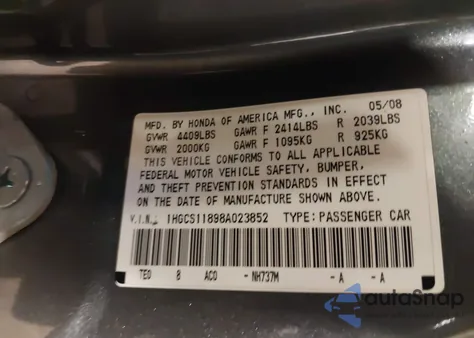 MFD. BY HONDA OF AMERICA MFG., INC. 05/08
GVWR 4409LBS GAWR F 2414LBS R 2039LBS
GVWR 2000KG GAWR F 1095KG R 925KG
THIS VEHICLE CONFORMS TO ALL APPLICABLE
FEDERAL MOTOR VEHICLE SAFETY, BUMPER,
AND THEFT PREVENTION STANDARDS IN EFFECT
ON THE DATE OF MANUFACTURE SHOWN ABOVE.
V.I.N.: 1HGCS11898A023852 TYPE: PASSENGER CAR
TE0 8 AC0 - NH737M - A - A
autoSnap